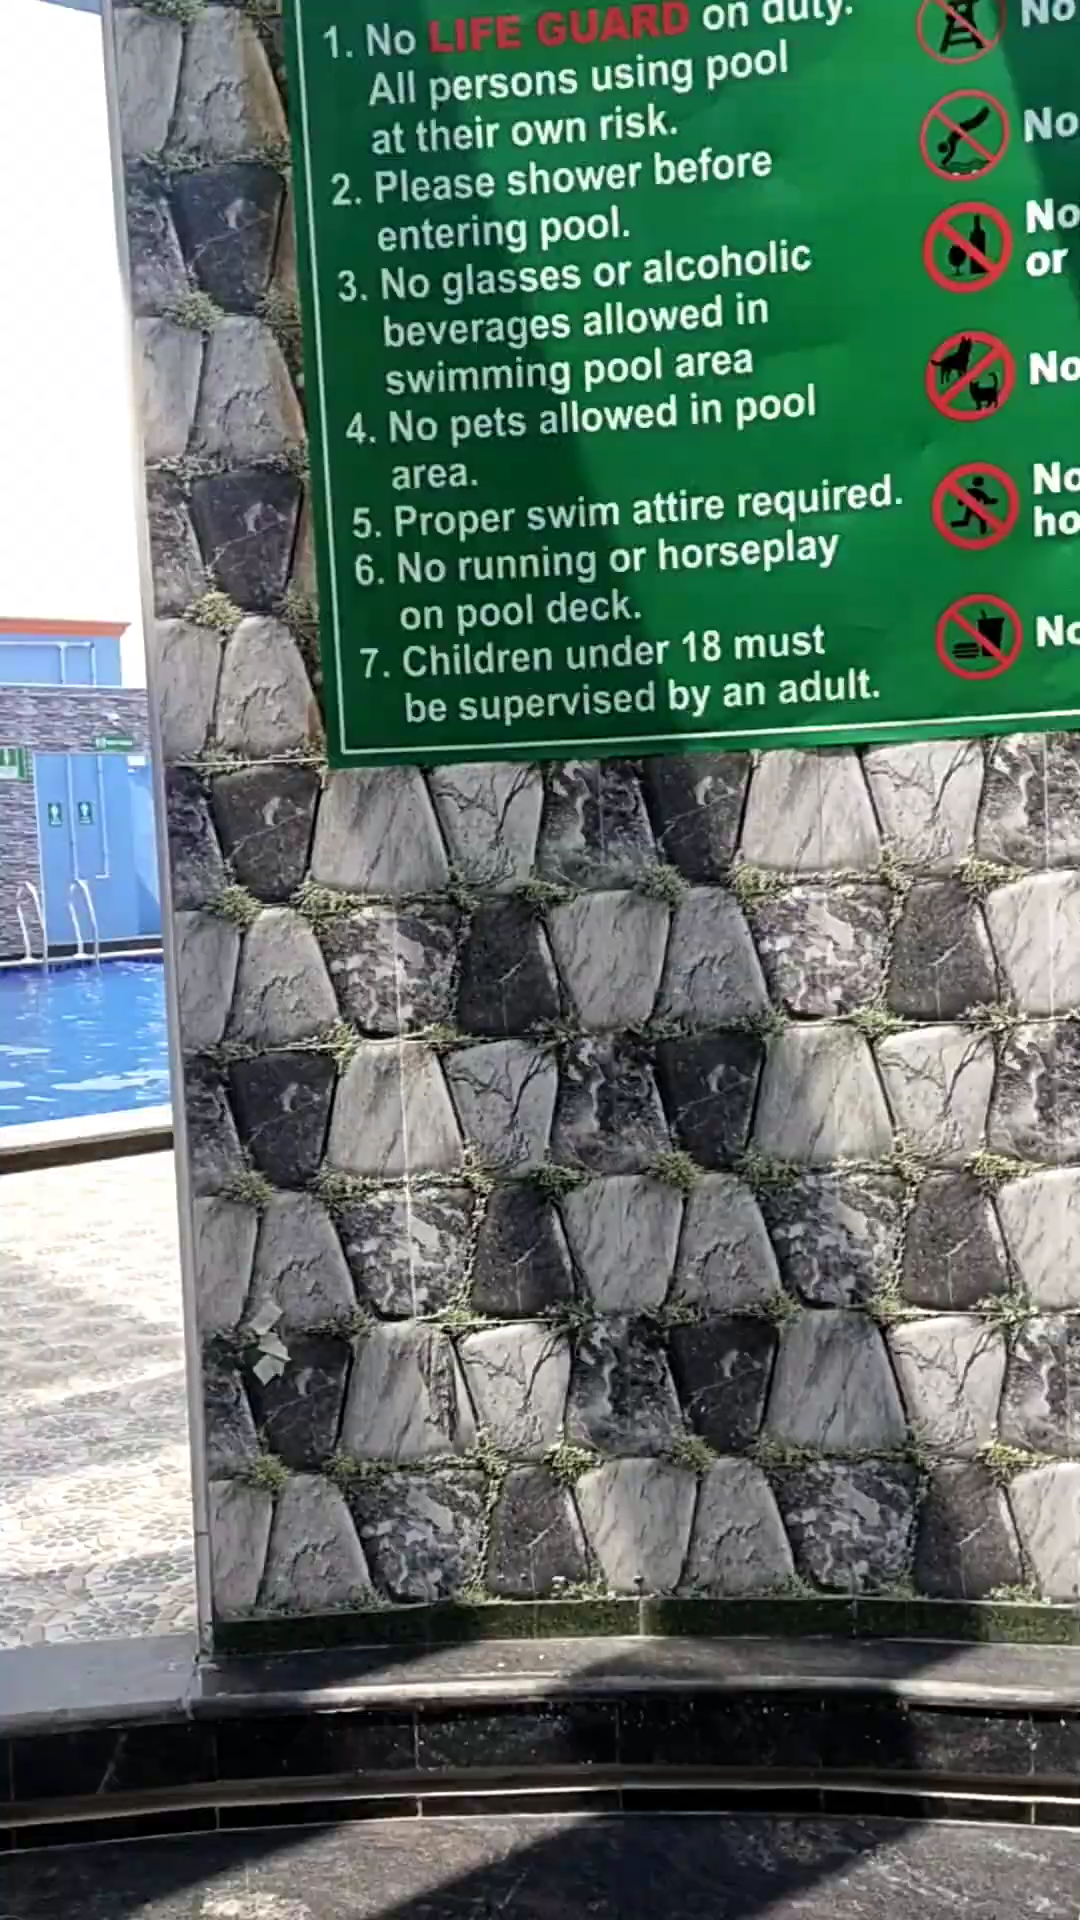 1. No LIFE GUARD on duty.
All persons using pool
at their own risk.
2. Please shower before
entering pool.
3. No glasses or alcoholic
beverages allowed in
swimming pool area
4. No pets allowed in pool
area.
5. Proper swim attire required.
6. No running or horseplay
on pool deck.
7. Children under 18 must
be supervised by an adult.
No
No
No
or
No
No
ho
No